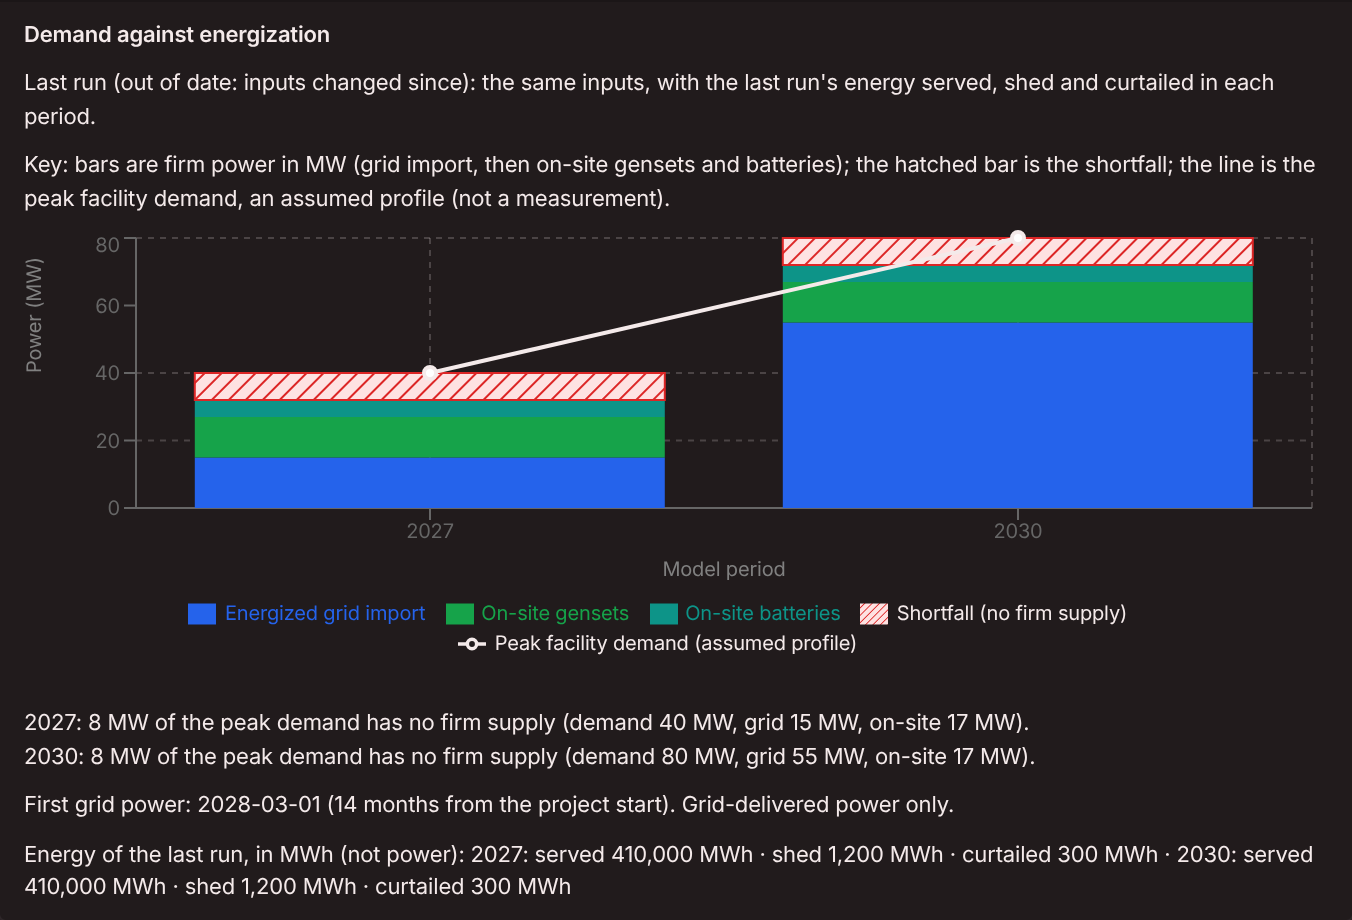 Demand against energization
Last run (out of date: inputs changed since): the same inputs, with the last run's energy served, shed and curtailed in each
period.
Key: bars are firm power in MW (grid import, then on-site gensets and batteries); the hatched bar is the shortfall; the line is the
peak facility demand, an assumed profile (not a measurement).
Power (MW)
80
60
40
20
0
2027
2030
Model period
Energized grid import
On-site gensets
On-site batteries
Shortfall (no firm supply)
Peak facility demand (assumed profile)
2027: 8 MW of the peak demand has no firm supply (demand 40 MW, grid 15 MW, on-site 17 MW).
2030: 8 MW of the peak demand has no firm supply (demand 80 MW, grid 55 MW, on-site 17 MW).
First grid power: 2028-03-01 (14 months from the project start). Grid-delivered power only.
Energy of the last run, in MWh (not power): 2027: served 410,000 MWh · shed 1,200 MWh · curtailed 300 MWh · 2030: served
410,000 MWh · shed 1,200 MWh · curtailed 300 MWh